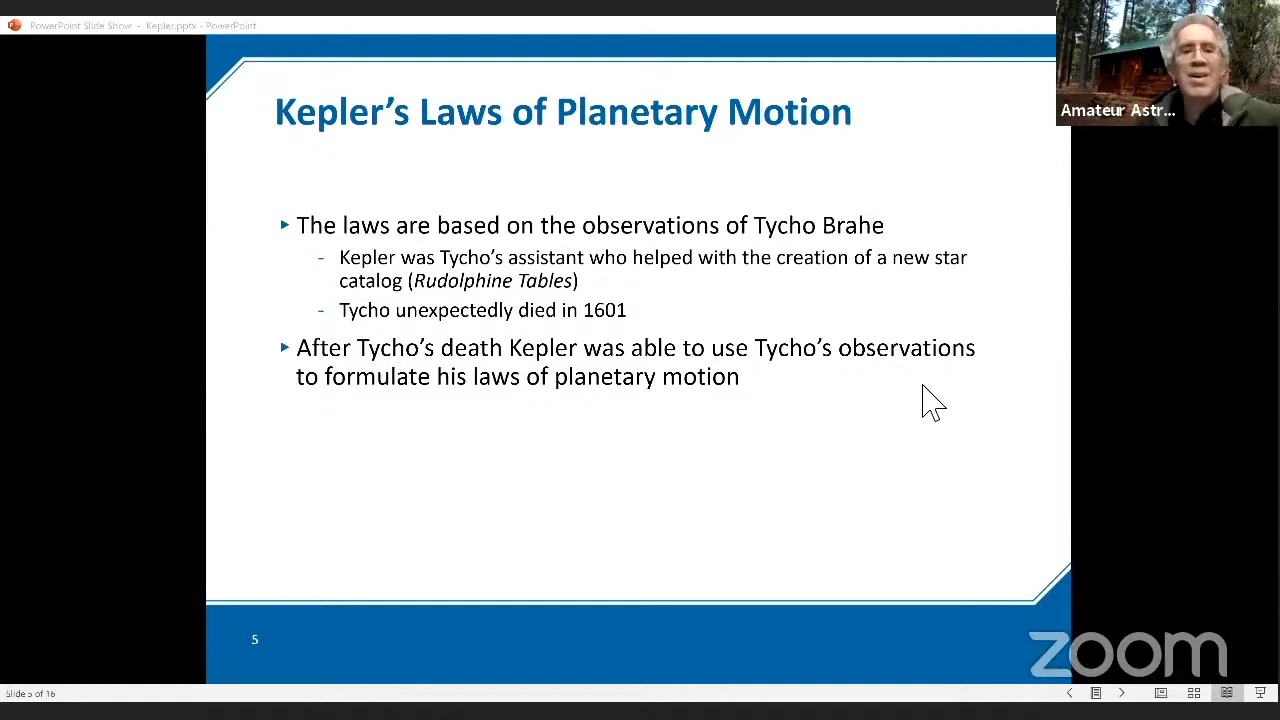 PowerPoint Slide Show - Kepler.pptx - PowerPoint
Kepler’s Laws of Planetary Motion
Amateur Astr...
The laws are based on the observations of Tycho Brahe
- Kepler was Tycho’s assistant who helped with the creation of a new star
catalog (Rudolphine Tables)
- Tycho unexpectedly died in 1601
After Tycho’s death Kepler was able to use Tycho’s observations
to formulate his laws of planetary motion
5
zoom
Slide 5 of 16